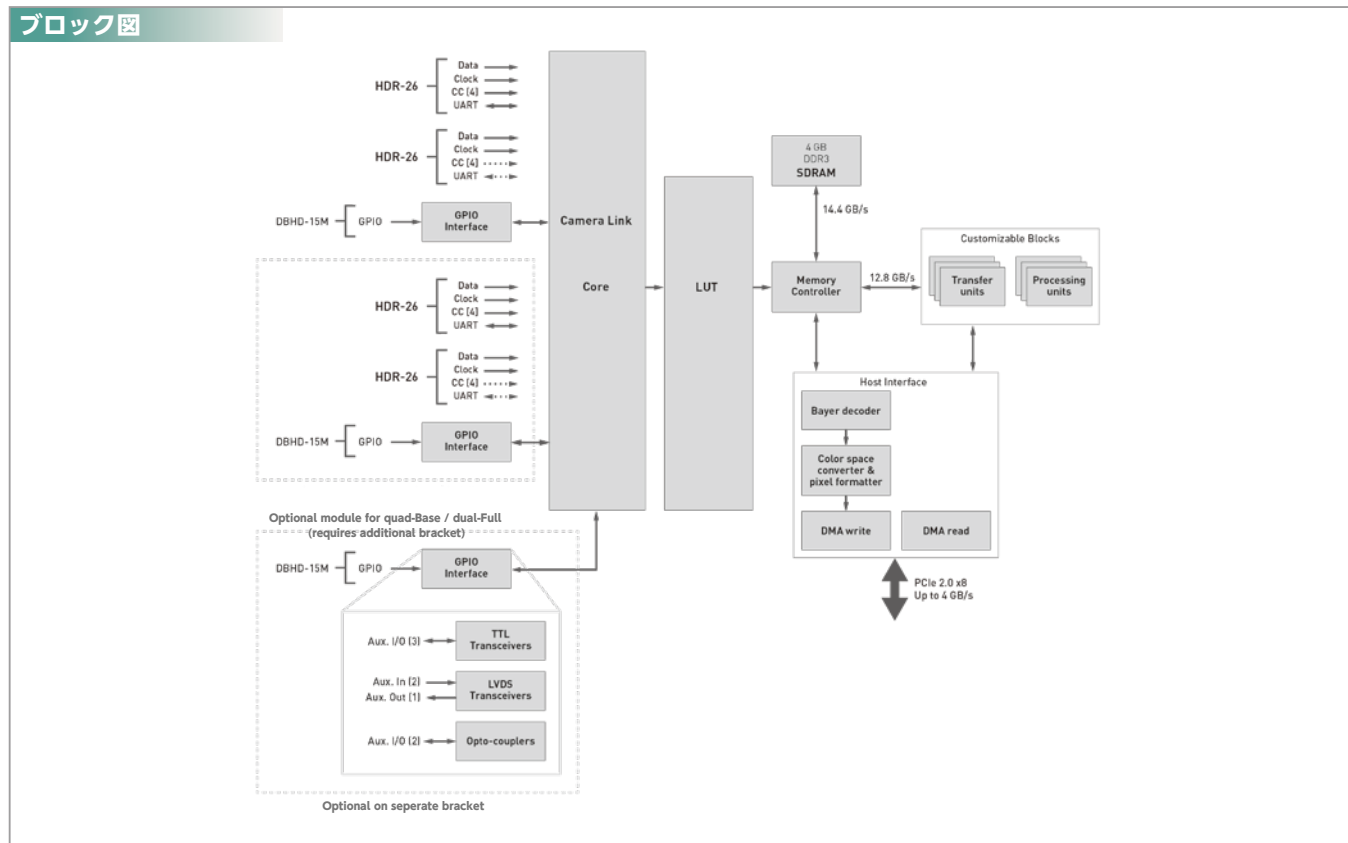 ブロック図
HDR-26
Data
Clock
CC (4)
UART
HDR-26
Data
Clock
CC (4)
UART
DBHD-15M
GPIO
GPIO
Interface
HDR-26
Data
Clock
CC (4)
UART
HDR-26
Data
Clock
CC (4)
UART
DBHD-15M
GPIO
GPIO
Interface
Optional module for quad-Base / dual-Full
(requires additional bracket)
DBHD-15M
GPIO
GPIO
Interface
Aux. I/O (3)
TTL
Transceivers
Aux. In (2)
Aux. Out (1)
LVDS
Transceivers
Aux. I/O (2)
Opto-couplers
Optional on seperate bracket
Camera Link
Core
LUT
4 GB
DDR3
SDRAM
14.4 GB/s
Memory
Controller
12.8 GB/s
Customizable Blocks
Transfer
units
Processing
units
Host Interface
Bayer decoder
Color space
converter &
pixel formatter
DMA write
DMA read
PCIe 2.0 x8
Up to 4 GB/s